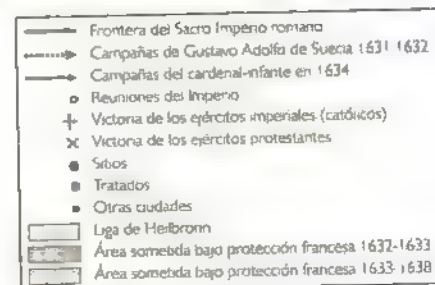 Frontera del Sacro Imperio romano
Campañas de Gustavo Adolfo de Suecia 1631-1632
Campañas del cardenal-infante en 1634
Reuniones del Imperio
Victoria de los ejércitos imperiales (católicos)
Victoria de los ejércitos protestantes
Sitios
Tratados
Otras ciudades
Liga de Heilbronn
Área sometida bajo protección francesa 1632-1633
Área sometida bajo protección francesa 1633-1638